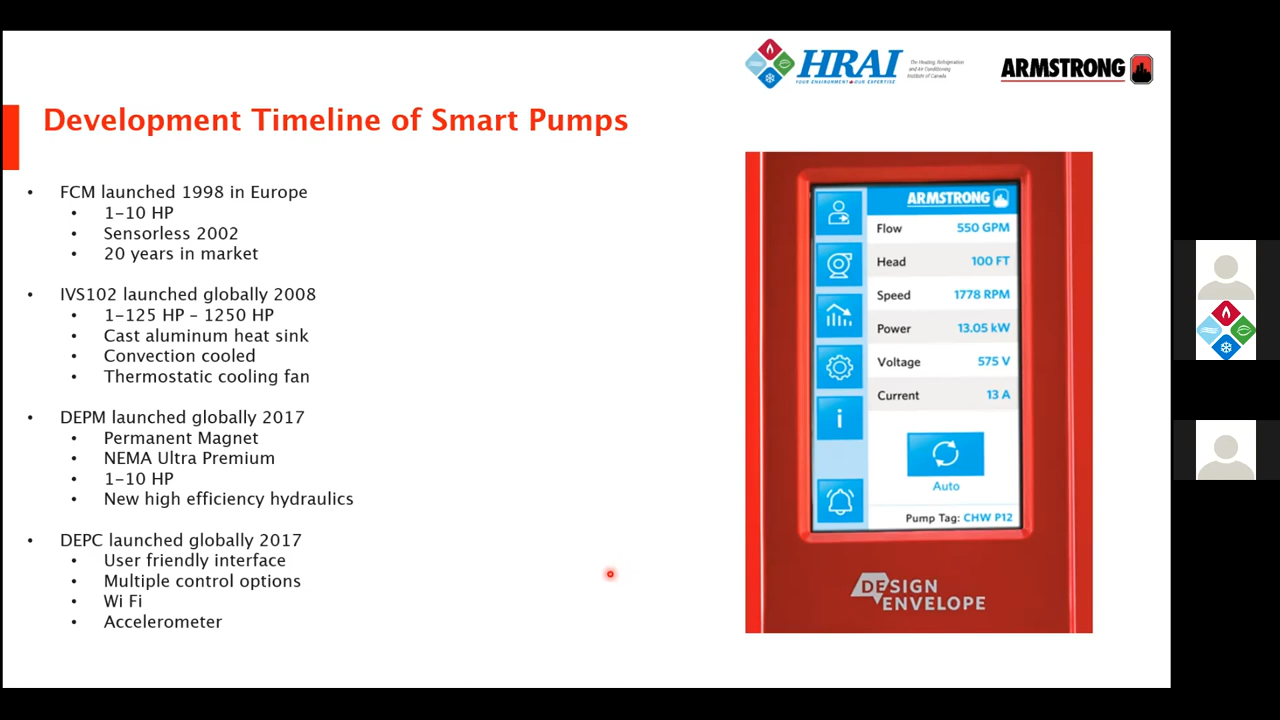 HRAI
YOUR ENVIRONMENT OUR EXPERTISE
The Heating, Refrigeration
and Air Conditioning
Institute of Canada
ARMSTRONG
Development Timeline of Smart Pumps
• FCM launched 1998 in Europe
• 1-10 HP
• Sensorless 2002
• 20 years in market
• IVS102 launched globally 2008
• 1-125 HP – 1250 HP
• Cast aluminum heat sink
• Convection cooled
• Thermostatic cooling fan
• DEPM launched globally 2017
• Permanent Magnet
• NEMA Ultra Premium
• 1-10 HP
• New high efficiency hydraulics
• DEPC launched globally 2017
• User friendly interface
• Multiple control options
• Wi Fi
• Accelerometer
ARMSTRONG
Flow 550 GPM
Head 100 FT
Speed 1778 RPM
Power 13.05 kW
Voltage 575 V
Current 13 A
i
Auto
Pump Tag: CHW P12
DESIGN
ENVELOPE